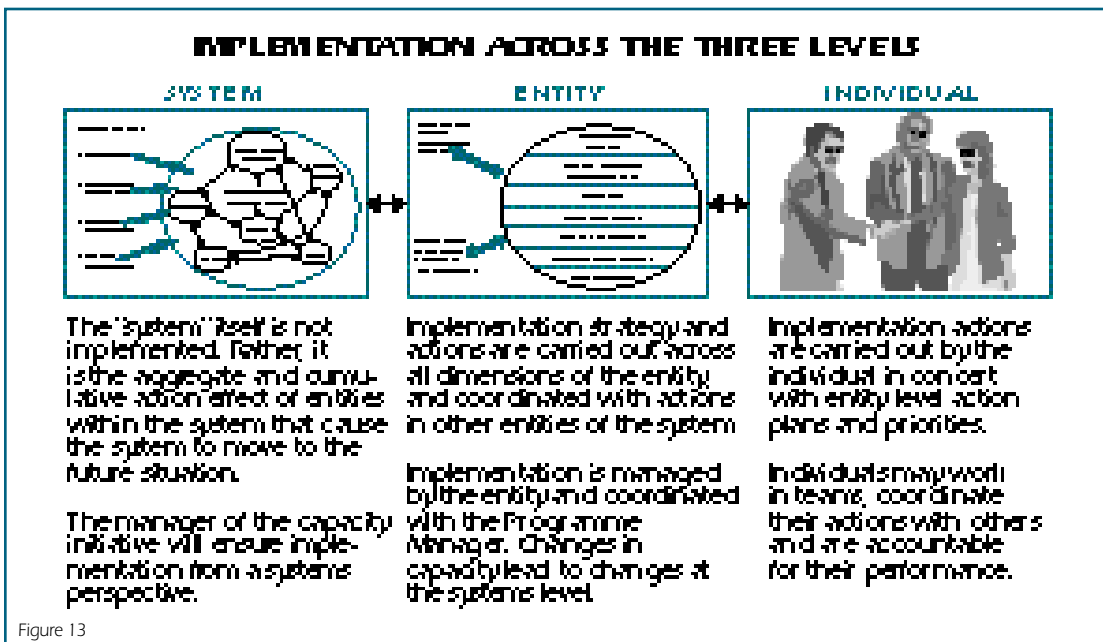 IMPLEMENTATION ACROSS THE THREE LEVELS
SYSTEM
ENTITY
INDIVIDUAL
The "system" itself is not
implemented. Rather, it
is the aggregate and cumu-
lative action effect of entities
within the system that cause
the system to move to the
future situation.
The manager of the capacity
initiative will ensure imple-
mentation from a systems
perspective.
Implementation strategy and
actions are carried out across
all dimensions of the entity
and coordinated with actions
in other entities of the system
Implementation is managed
by the entity and coordinated
with the Programme
Manager. Changes in
capacity lead to changes at
the systems level.
Implementation actions
are carried out by the
individual in concert
with entity level action
plans and priorities.
Individuals may work
in teams, coordinate
their actions with others
and are accountable
for their performance.
Figure 13